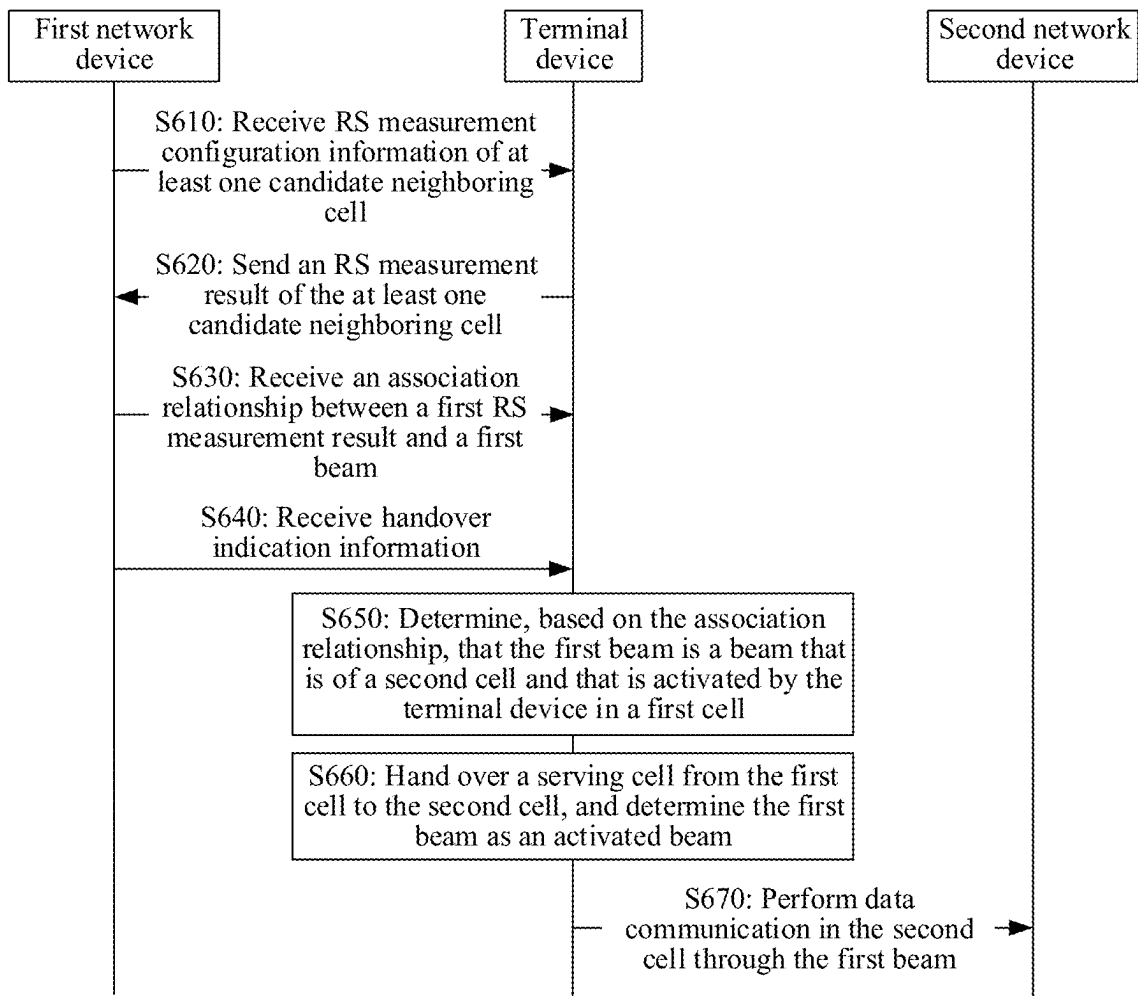 First network
device
Terminal
device
Second network
device
S610: Receive RS measurement
configuration information of at
least one candidate neighboring
cell
S620: Send an RS measurement
result of the at least one
candidate neighboring cell
S630: Receive an association
relationship between a first RS
measurement result and a first
beam
S640: Receive handover
indication information
S650: Determine, based on the association
relationship, that the first beam is a beam that
is of a second cell and that is activated by the
terminal device in a first cell
S660: Hand over a serving cell from the first
cell to the second cell, and determine the first
beam as an activated beam
S670: Perform data
communication in the second
cell through the first beam